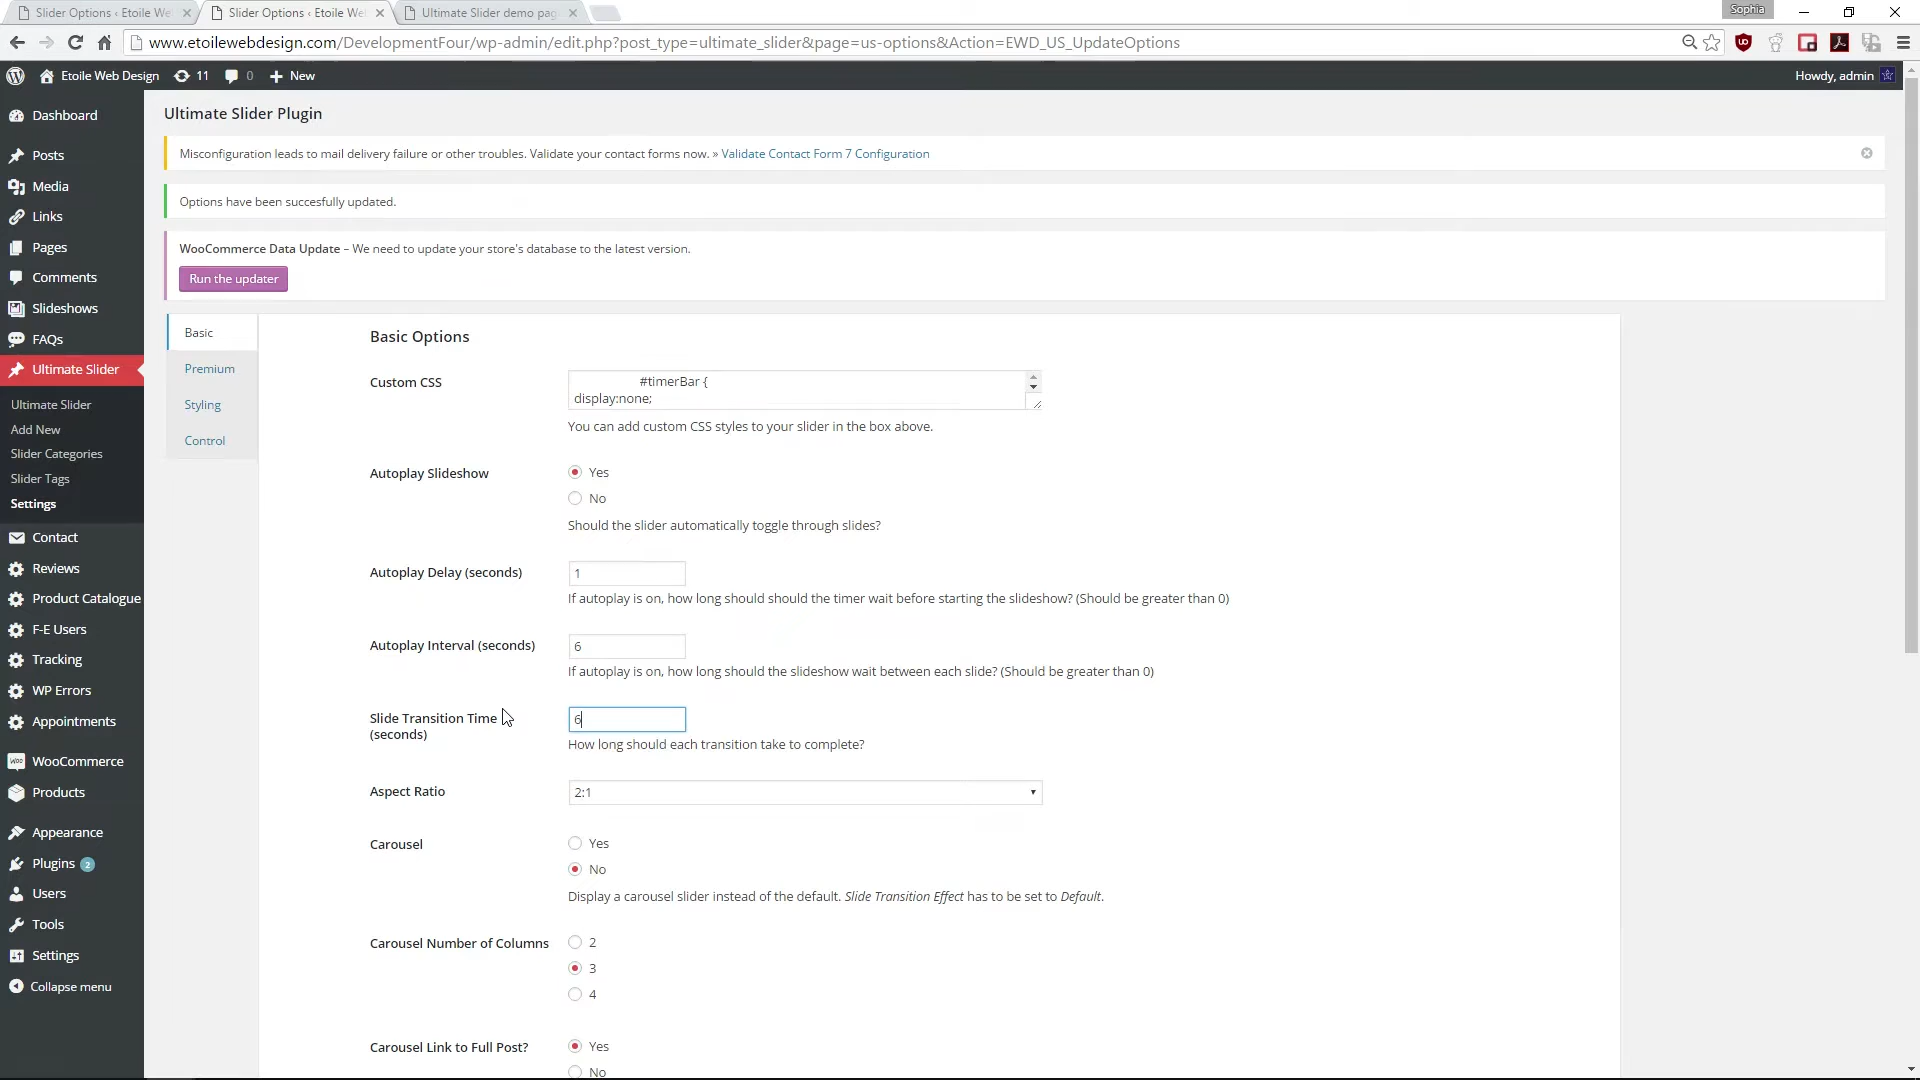 Slider Options ‹ Etoile We
Slider Options ‹ Etoile We
Ultimate Slider demo pag
Sophia
www.etoilewebdesign.com/DevelopmentFour/wp-admin/edit.php?post_type=ultimate_slider&page=us-options&Action=EWD_US_UpdateOptions
Etoile Web Design
11
0
New
Howdy, admin
Dashboard
Posts
Media
Links
Pages
Comments
Slideshows
FAQs
Ultimate Slider
Ultimate Slider
Add New
Slider Categories
Slider Tags
Settings
Contact
Reviews
Product Catalogue
F-E Users
Tracking
WP Errors
Appointments
WooCommerce
Products
Appearance
Plugins 2
Users
Tools
Settings
Collapse menu
Ultimate Slider Plugin
Misconfiguration leads to mail delivery failure or other troubles. Validate your contact forms now. » Validate Contact Form 7 Configuration
Options have been succesfully updated.
WooCommerce Data Update – We need to update your store's database to the latest version.
Run the updater
Basic
Premium
Styling
Control
Basic Options
Custom CSS
#timerBar {
display:none;
You can add custom CSS styles to your slider in the box above.
Autoplay Slideshow
Yes
No
Should the slider automatically toggle through slides?
Autoplay Delay (seconds)
1
If autoplay is on, how long should should the timer wait before starting the slideshow? (Should be greater than 0)
Autoplay Interval (seconds)
6
If autoplay is on, how long should the slideshow wait between each slide? (Should be greater than 0)
Slide Transition Time
(seconds)
6
How long should each transition take to complete?
Aspect Ratio
2:1
Carousel
Yes
No
Display a carousel slider instead of the default. Slide Transition Effect has to be set to Default.
Carousel Number of Columns
2
3
4
Carousel Link to Full Post?
Yes
No